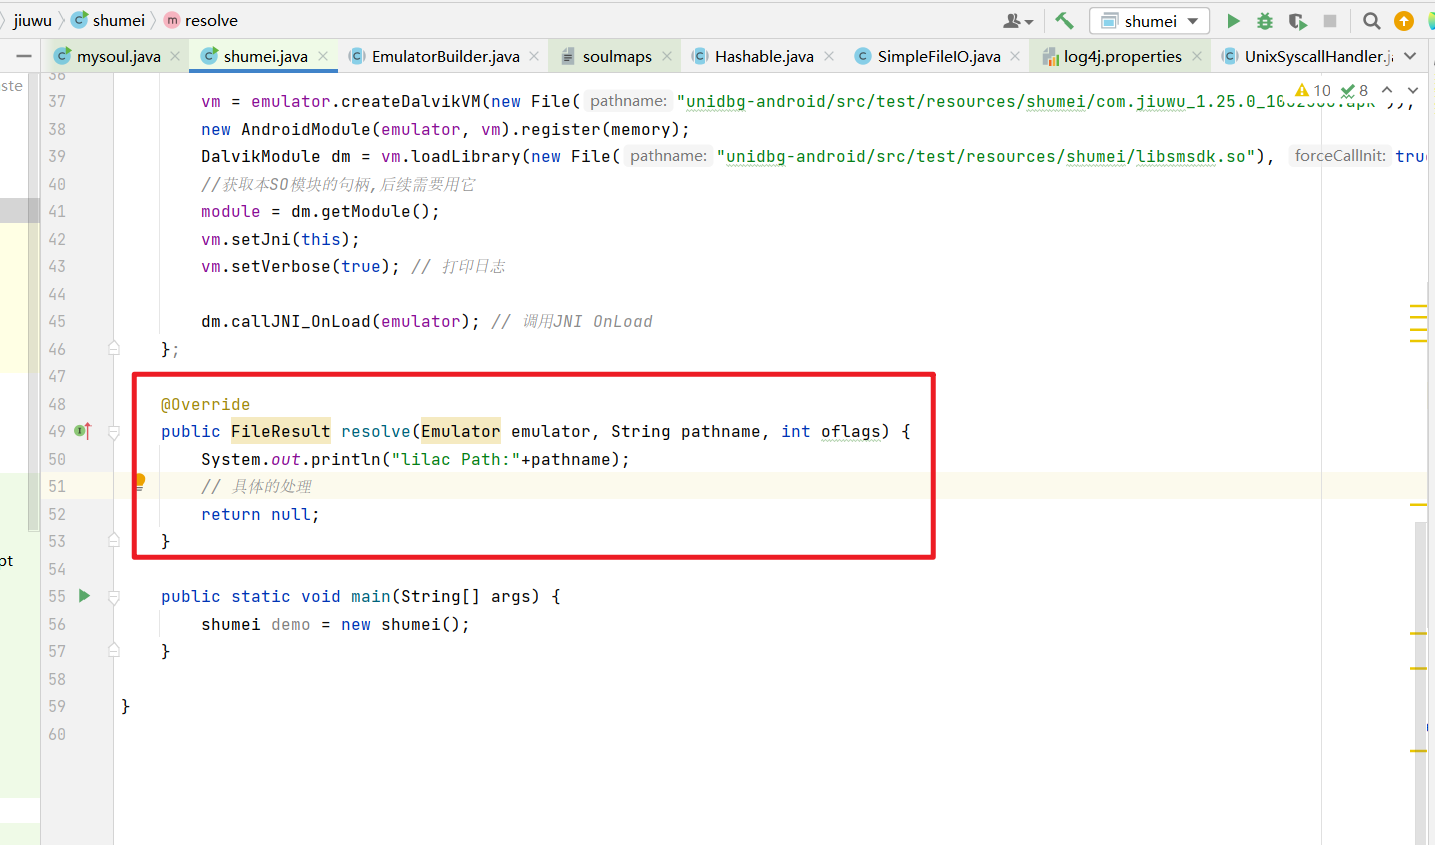 jiuwu shumei resolve shumei
mysoul.java shumei.java EmulatorBuilder.java soulmaps Hashable.java SimpleFileIO.java log4j.properties UnixSyscallHandler.j
ste
36
10 8
37 vm = emulator.createDalvikVM(new File( pathname: "unidbg-android/src/test/resources/shumei/com.jiuwu_1.25.0_
38 new AndroidModule(emulator, vm).register(memory);
39 DalvikModule dm = vm.loadLibrary(new File( pathname: "unidbg-android/src/test/resources/shumei/libsmsdk.so"), forceCallInit: true
40 //获取本SO模块的句柄,后续需要用它
41 module = dm.getModule();
42 vm.setJni(this);
43 vm.setVerbose(true); // 打印日志
44
45 dm.callJNI_OnLoad(emulator); // 调用JNI OnLoad
46 };
47
48 @Override
49 public FileResult resolve(Emulator emulator, String pathname, int oflags) {
50 System.out.println("lilac Path:"+pathname);
51 // 具体的处理
52 return null;
53 }
54
pt
55 public static void main(String[] args) {
56 shumei demo = new shumei();
57 }
58
59 }
60